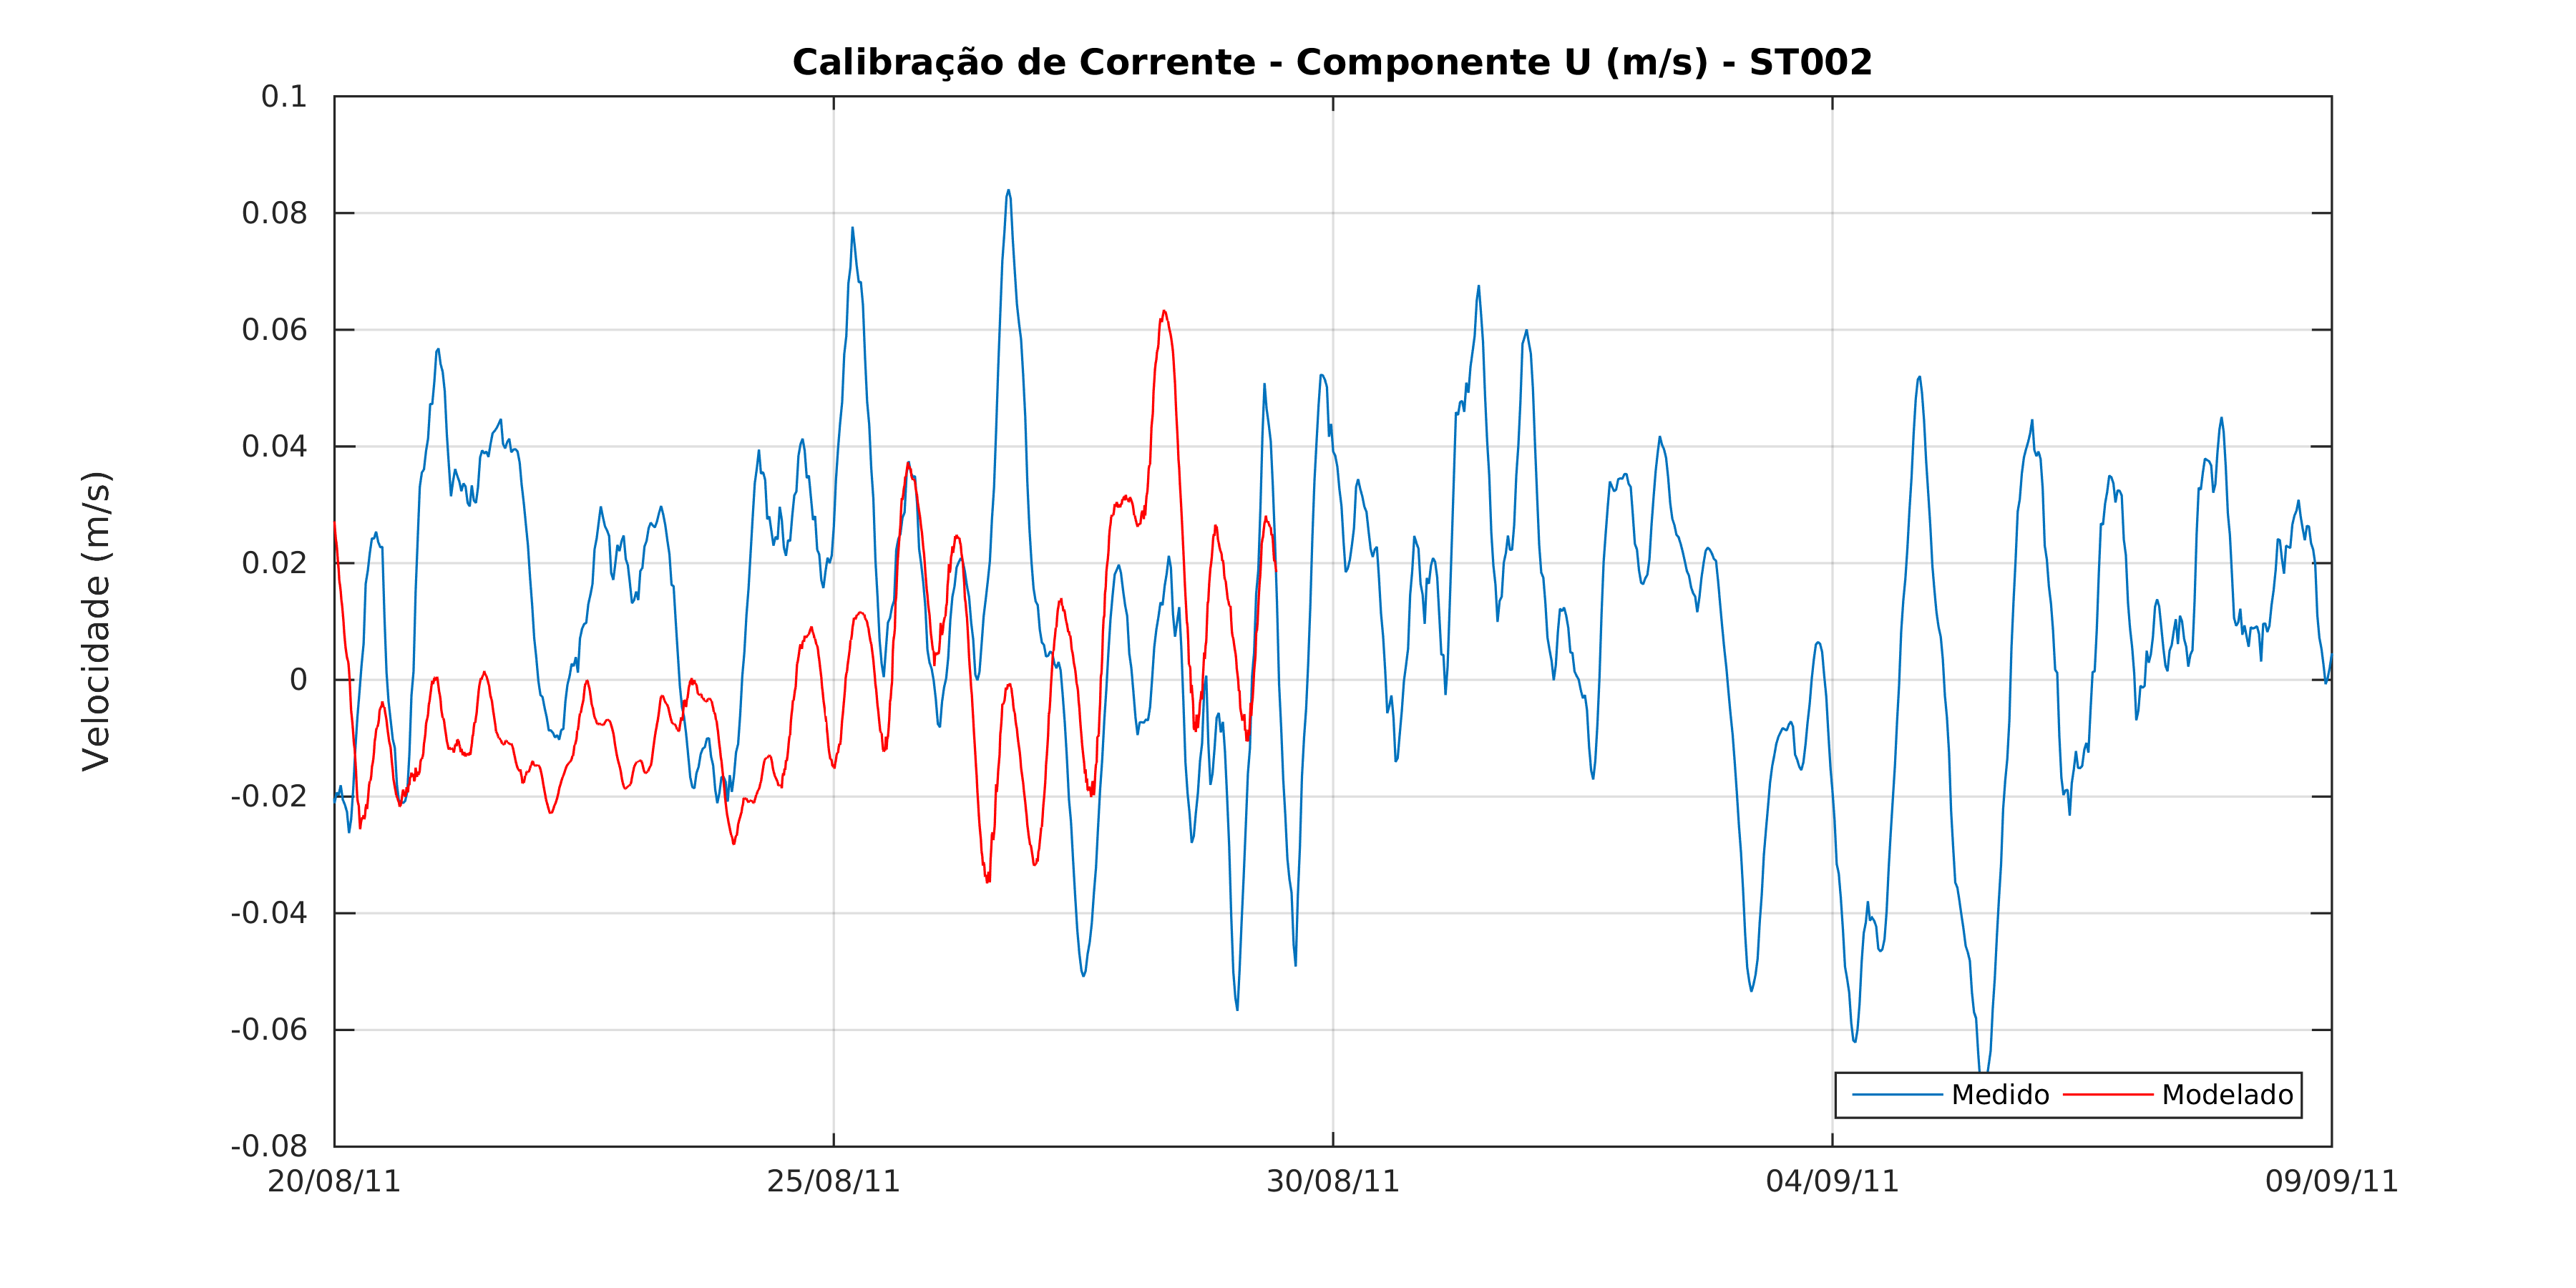 Calibração de Corrente - Componente U (m/s) - ST002
0.1
0.08
0.06
0.04
0.02
0
-0.02
-0.04
-0.06
-0.08
Velocidade (m/s)
20/08/11 25/08/11 30/08/11 04/09/11 09/09/11
Medido Modelado